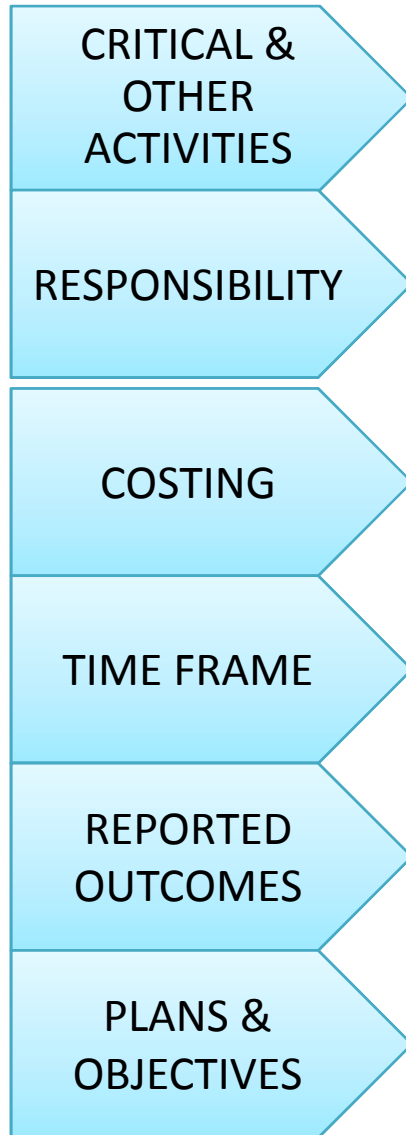 CRITICAL &
OTHER
ACTIVITIES
RESPONSIBILITY
COSTING
TIME FRAME
REPORTED
OUTCOMES
PLANS &
OBJECTIVES